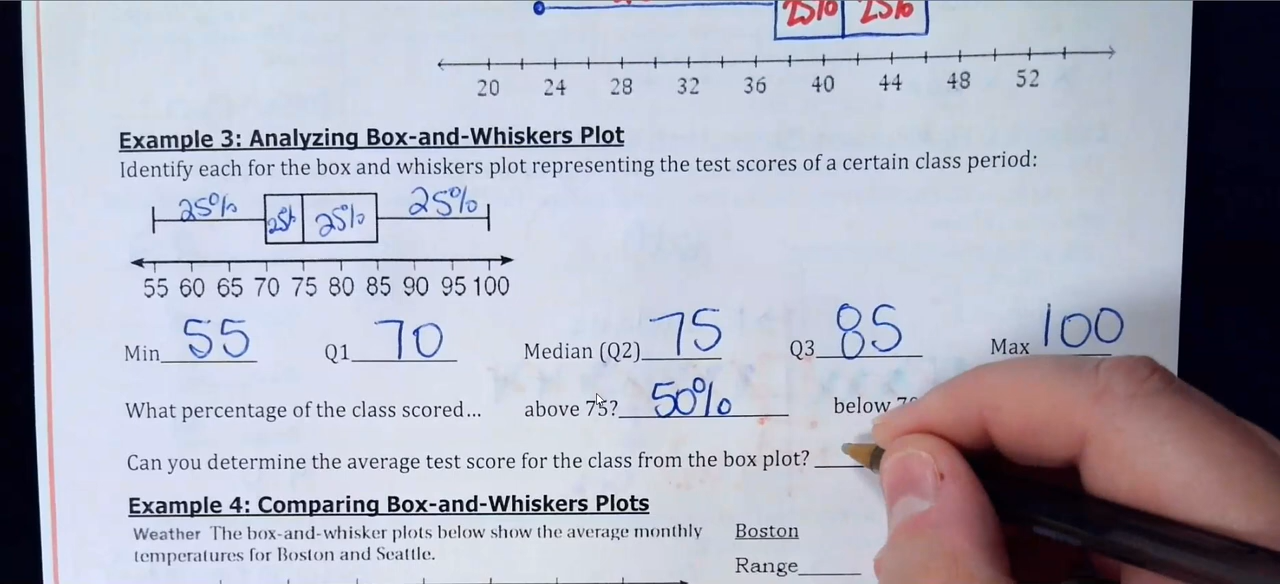 25% 25%
20 24 28 32 36 40 44 48 52
Example 3: Analyzing Box-and-Whiskers Plot
Identify each for the box and whiskers plot representing the test scores of a certain class period:
25% 25% 25% 25%
55 60 65 70 75 80 85 90 95 100
Min 55 Q1 70 Median (Q2) 75 Q3 85 Max 100
What percentage of the class scored... above 75? 50% below
Can you determine the average test score for the class from the box plot?
Example 4: Comparing Box-and-Whiskers Plots
Weather The box-and-whisker plots below show the average monthly Boston
temperatures for Boston and Seattle.
Range